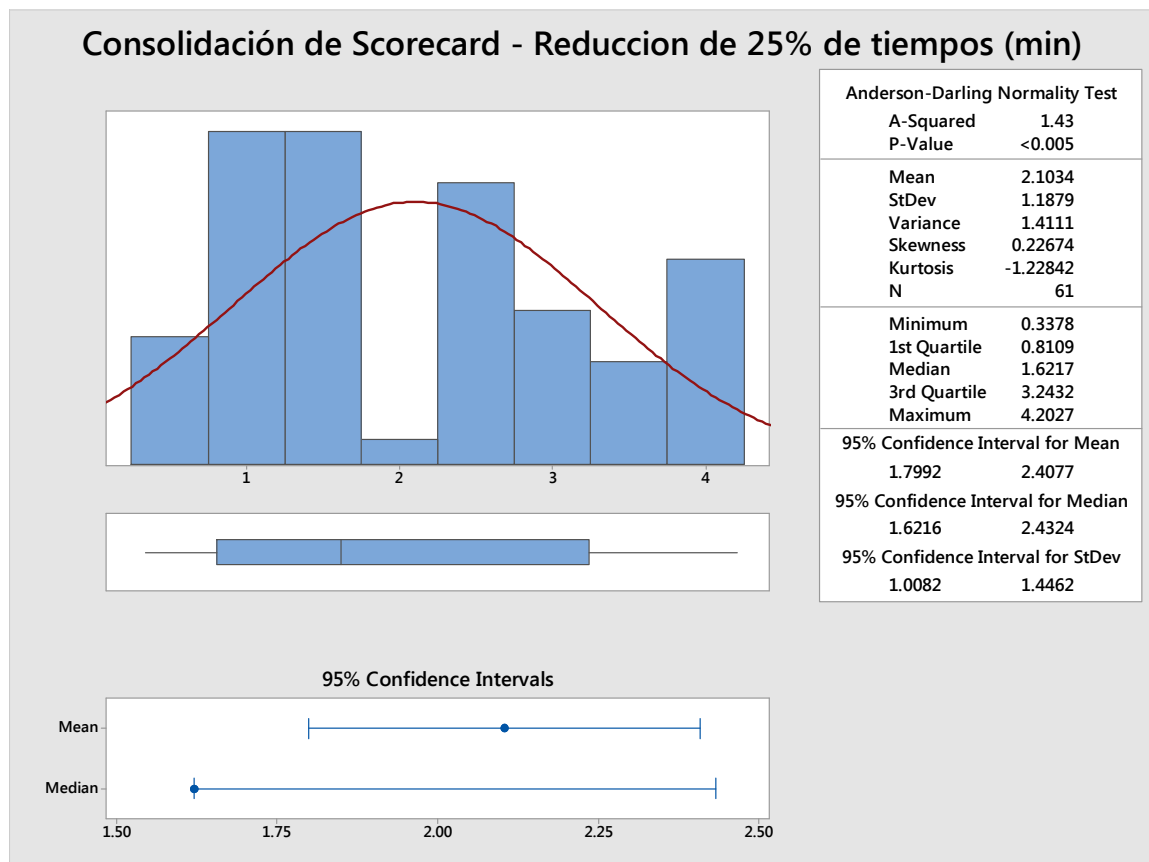 Consolidación de Scorecard - Reduccion de 25% de tiempos (min)
Anderson-Darling Normality Test
A-Squared 1.43
P-Value <0.005
Mean 2.1034
StDev 1.1879
Variance 1.4111
Skewness 0.22674
Kurtosis -1.22842
N 61
Minimum 0.3378
1st Quartile 0.8109
Median 1.6217
3rd Quartile 3.2432
Maximum 4.2027
95% Confidence Interval for Mean
1.7992 2.4077
95% Confidence Interval for Median
1.6216 2.4324
95% Confidence Interval for StDev
1.0082 1.4462
1 2 3 4
95% Confidence Intervals
Mean
Median
1.50 1.75 2.00 2.25 2.50